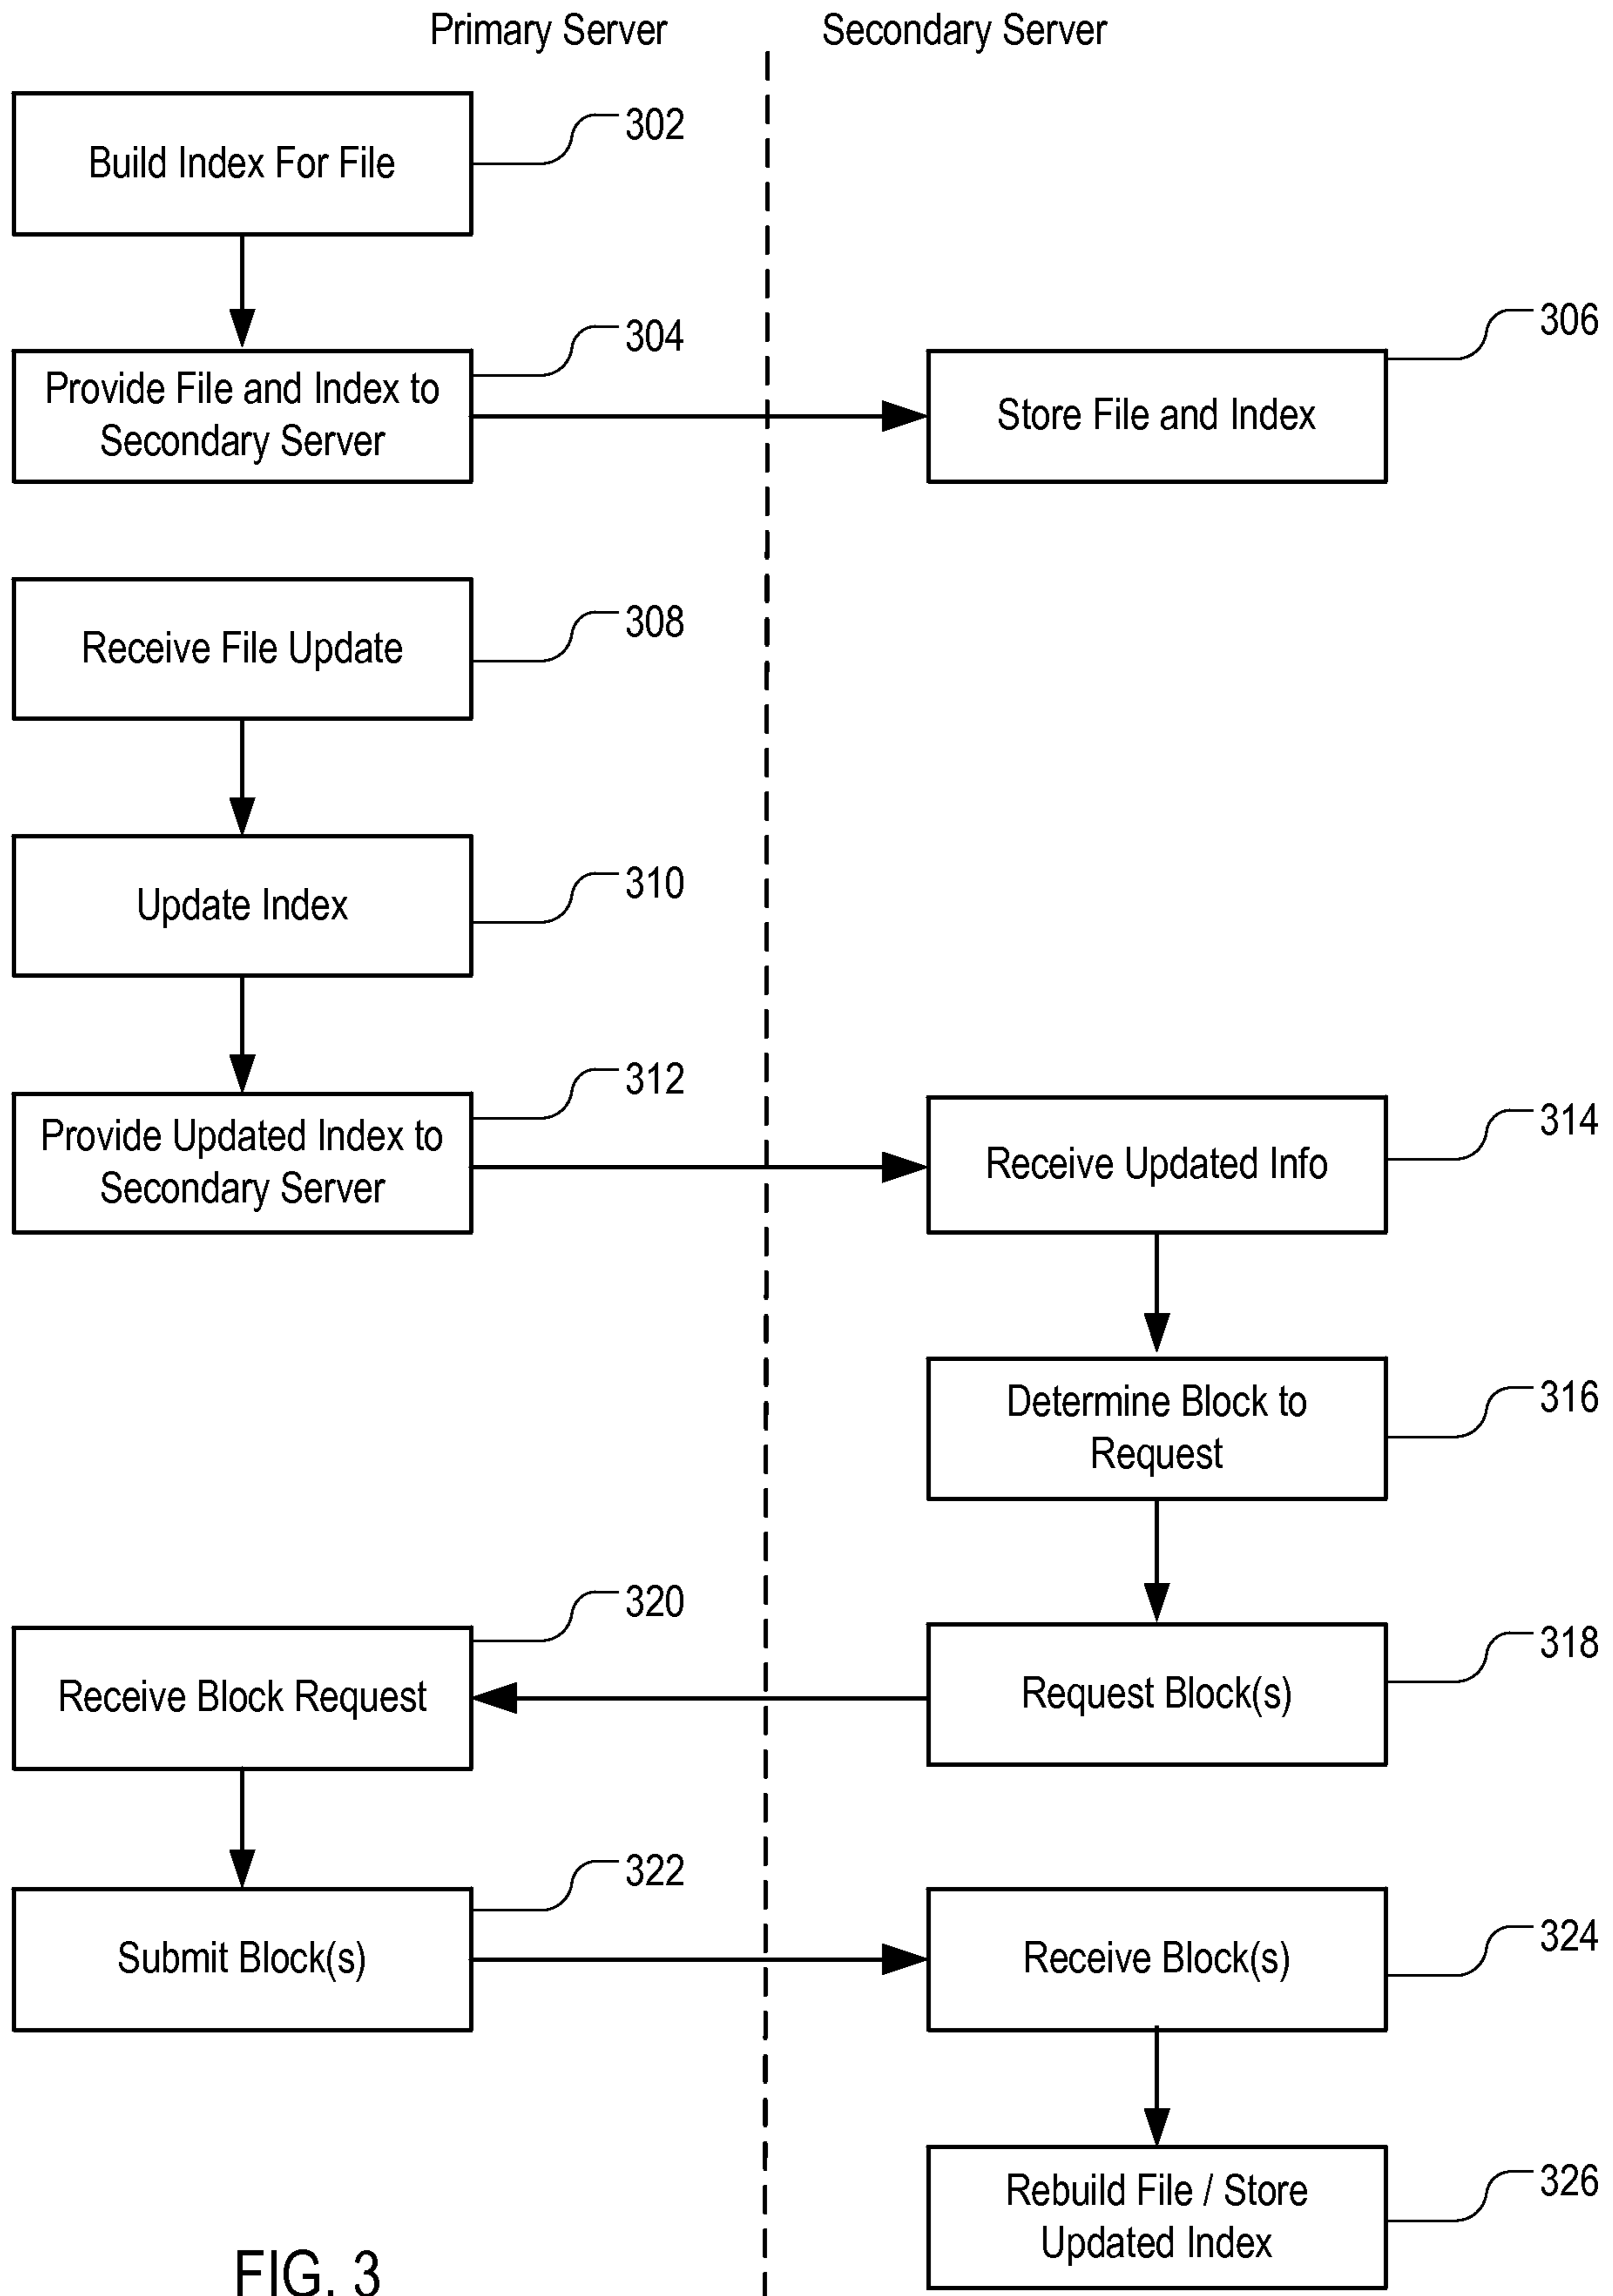 Primary Server
Secondary Server
302
Build Index For File
304
306
Provide File and Index to
Secondary Server
Store File and Index
308
Receive File Update
310
Update Index
312
314
Provide Updated Index to
Secondary Server
Receive Updated Info
316
Determine Block to
Request
320
318
Receive Block Request
Request Block(s)
322
324
Submit Block(s)
Receive Block(s)
326
Rebuild File / Store
Updated Index
FIG. 3